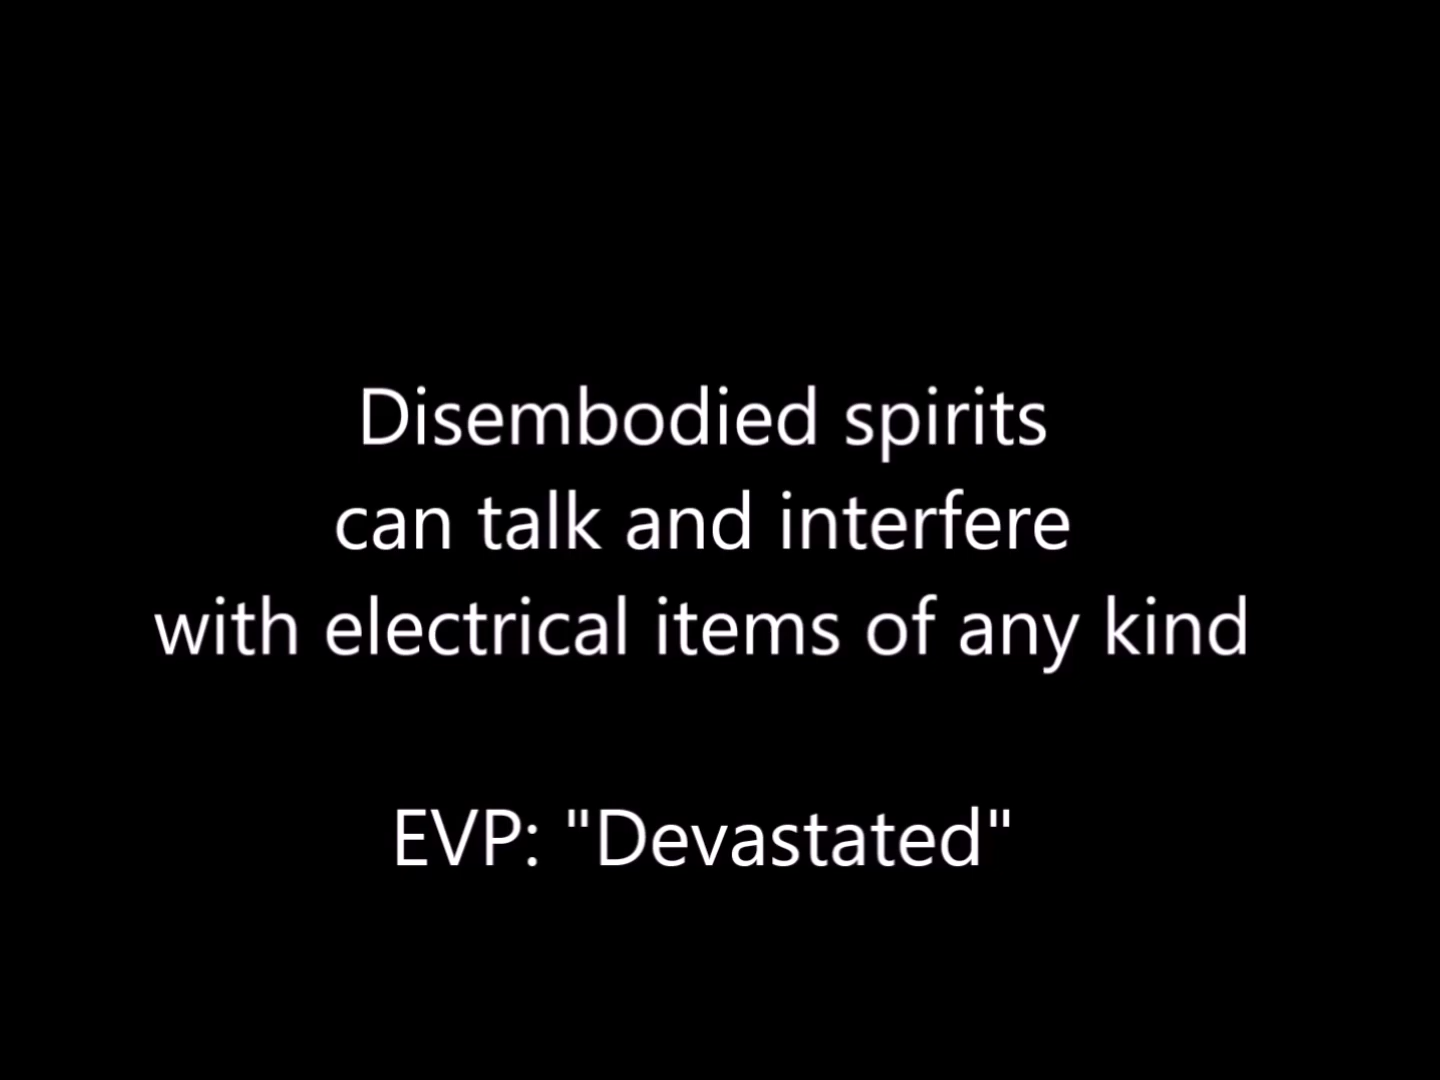 Disembodied spirits
can talk and interfere
with electrical items of any kind
EVP: "Devastated"